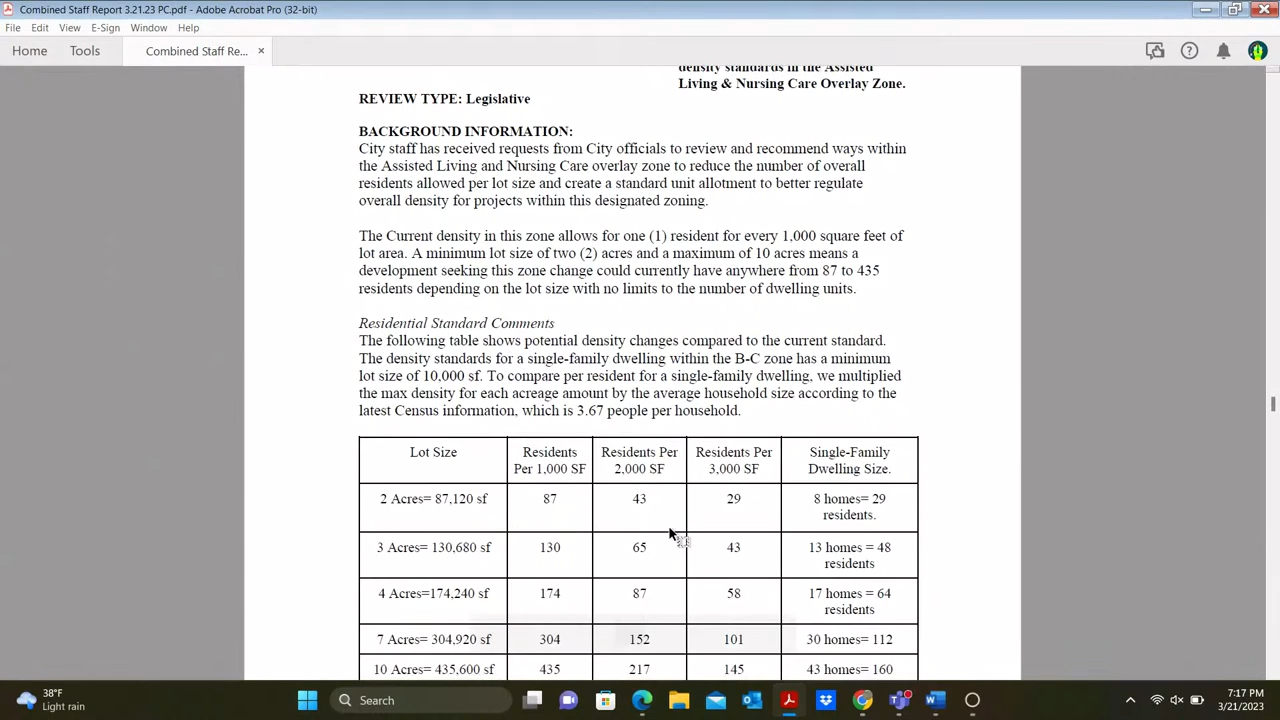 Combined Staff Report 3.21.23 PC.pdf - Adobe Acrobat Pro (32-bit)
File Edit View E-Sign Window Help
Home Tools Combined Staff Re... ×
density standards in the Assisted
Living & Nursing Care Overlay Zone.
REVIEW TYPE: Legislative
BACKGROUND INFORMATION:
City staff has received requests from City officials to review and recommend ways within
the Assisted Living and Nursing Care overlay zone to reduce the number of overall
residents allowed per lot size and create a standard unit allotment to better regulate
overall density for projects within this designated zoning.
The Current density in this zone allows for one (1) resident for every 1,000 square feet of
lot area. A minimum lot size of two (2) acres and a maximum of 10 acres means a
development seeking this zone change could currently have anywhere from 87 to 435
residents depending on the lot size with no limits to the number of dwelling units.
Residential Standard Comments
The following table shows potential density changes compared to the current standard.
The density standards for a single-family dwelling within the B-C zone has a minimum
lot size of 10,000 sf. To compare per resident for a single-family dwelling, we multiplied
the max density for each acreage amount by the average household size according to the
latest Census information, which is 3.67 people per household.
Lot Size Residents Residents Per Residents Per Single-Family
Per 1,000 SF 2,000 SF 3,000 SF Dwelling Size.
2 Acres= 87,120 sf 87 43 29 8 homes= 29
residents.
3 Acres= 130,680 sf 130 65 43 13 homes = 48
residents
4 Acres=174,240 sf 174 87 58 17 homes = 64
residents
7 Acres= 304,920 sf 304 152 101 30 homes= 112
10 Acres= 435,600 sf 435 217 145 43 homes= 160
38°F
Light rain
Search
7:17 PM
3/21/2023